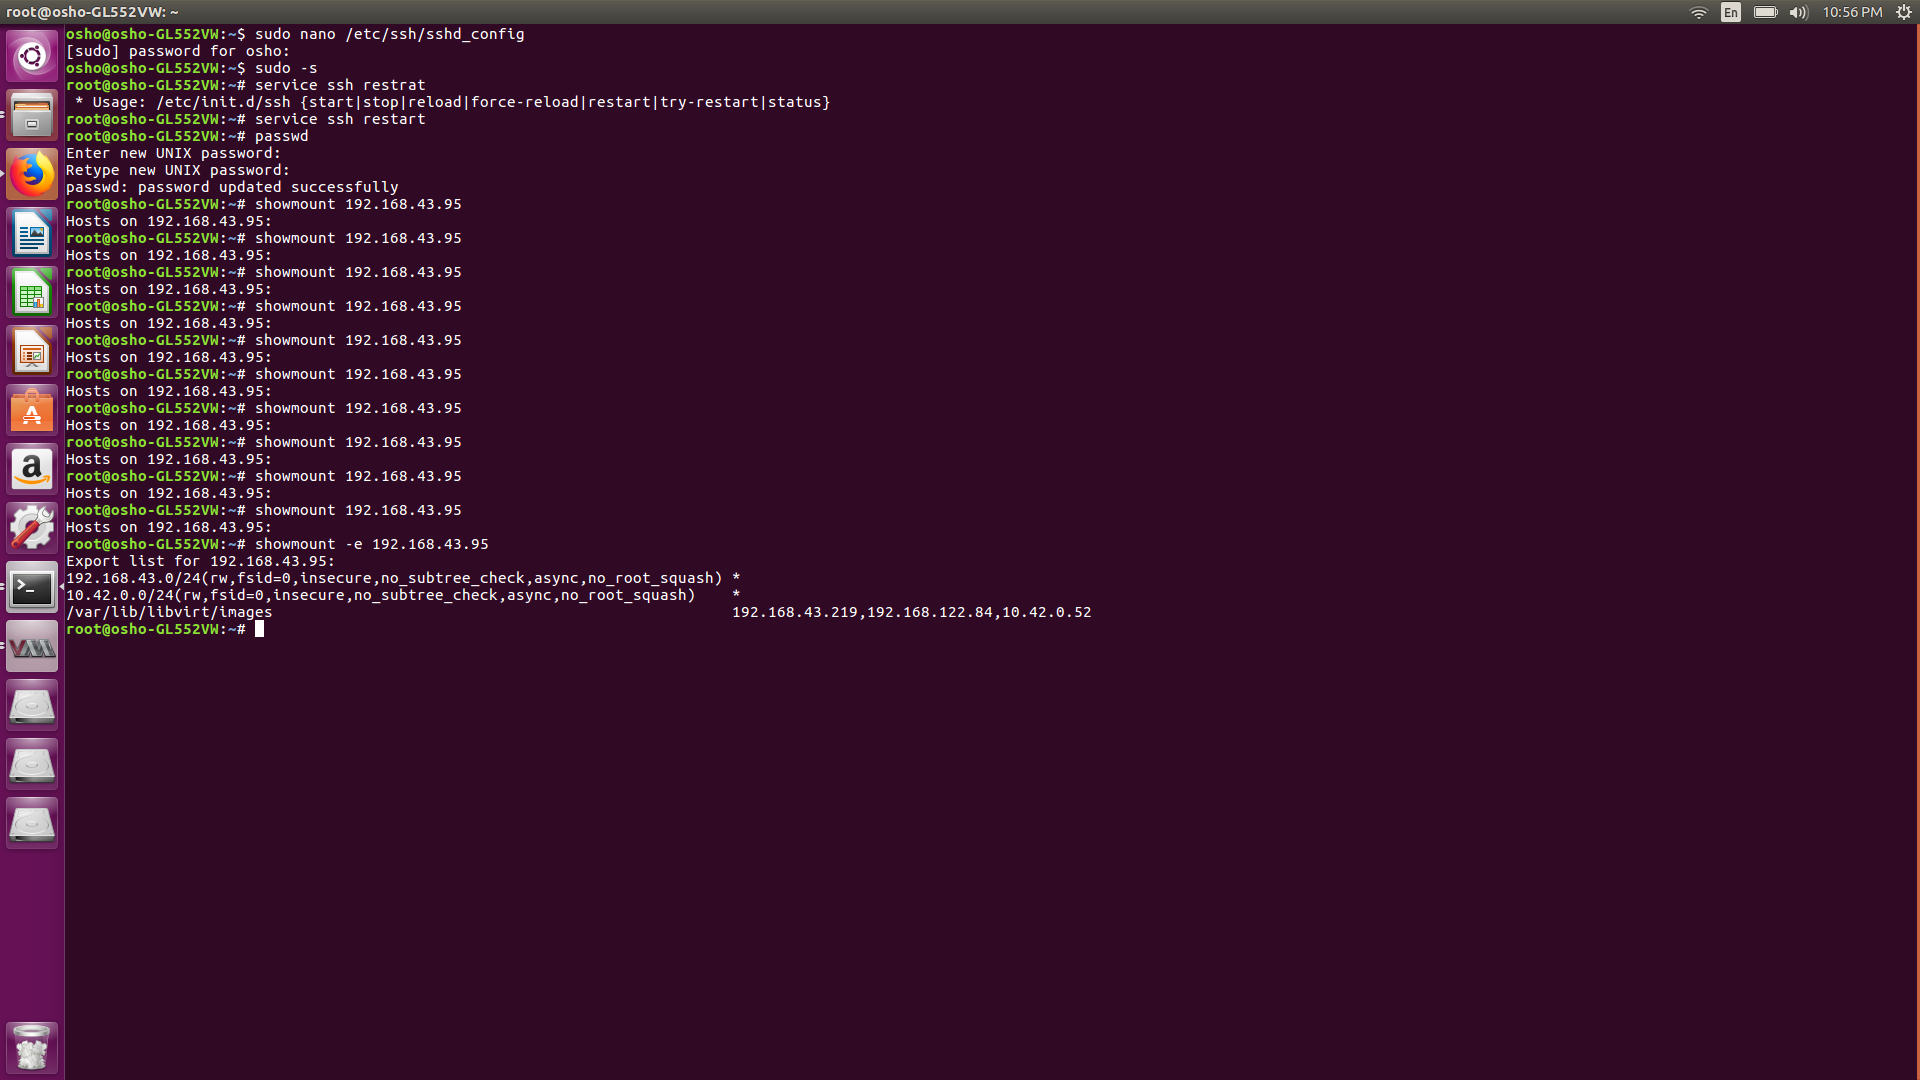 root@osho-GL552VW: ~
En
10:56 PM
osho@osho-GL552VW:~$ sudo nano /etc/ssh/sshd_config
[sudo] password for osho:
osho@osho-GL552VW:~$ sudo -s
root@osho-GL552VW:~# service ssh restrat
 * Usage: /etc/init.d/ssh {start|stop|reload|force-reload|restart|try-restart|status}
root@osho-GL552VW:~# service ssh restart
root@osho-GL552VW:~# passwd
Enter new UNIX password:
Retype new UNIX password:
passwd: password updated successfully
root@osho-GL552VW:~# showmount 192.168.43.95
Hosts on 192.168.43.95:
root@osho-GL552VW:~# showmount 192.168.43.95
Hosts on 192.168.43.95:
root@osho-GL552VW:~# showmount 192.168.43.95
Hosts on 192.168.43.95:
root@osho-GL552VW:~# showmount 192.168.43.95
Hosts on 192.168.43.95:
root@osho-GL552VW:~# showmount 192.168.43.95
Hosts on 192.168.43.95:
root@osho-GL552VW:~# showmount 192.168.43.95
Hosts on 192.168.43.95:
root@osho-GL552VW:~# showmount 192.168.43.95
Hosts on 192.168.43.95:
root@osho-GL552VW:~# showmount 192.168.43.95
Hosts on 192.168.43.95:
root@osho-GL552VW:~# showmount 192.168.43.95
Hosts on 192.168.43.95:
root@osho-GL552VW:~# showmount 192.168.43.95
Hosts on 192.168.43.95:
root@osho-GL552VW:~# showmount -e 192.168.43.95
Export list for 192.168.43.95:
192.168.43.0/24(rw,fsid=0,insecure,no_subtree_check,async,no_root_squash) *
10.42.0.0/24(rw,fsid=0,insecure,no_subtree_check,async,no_root_squash)    *
/var/lib/libvirt/images                                                   192.168.43.219,192.168.122.84,10.42.0.52
root@osho-GL552VW:~#